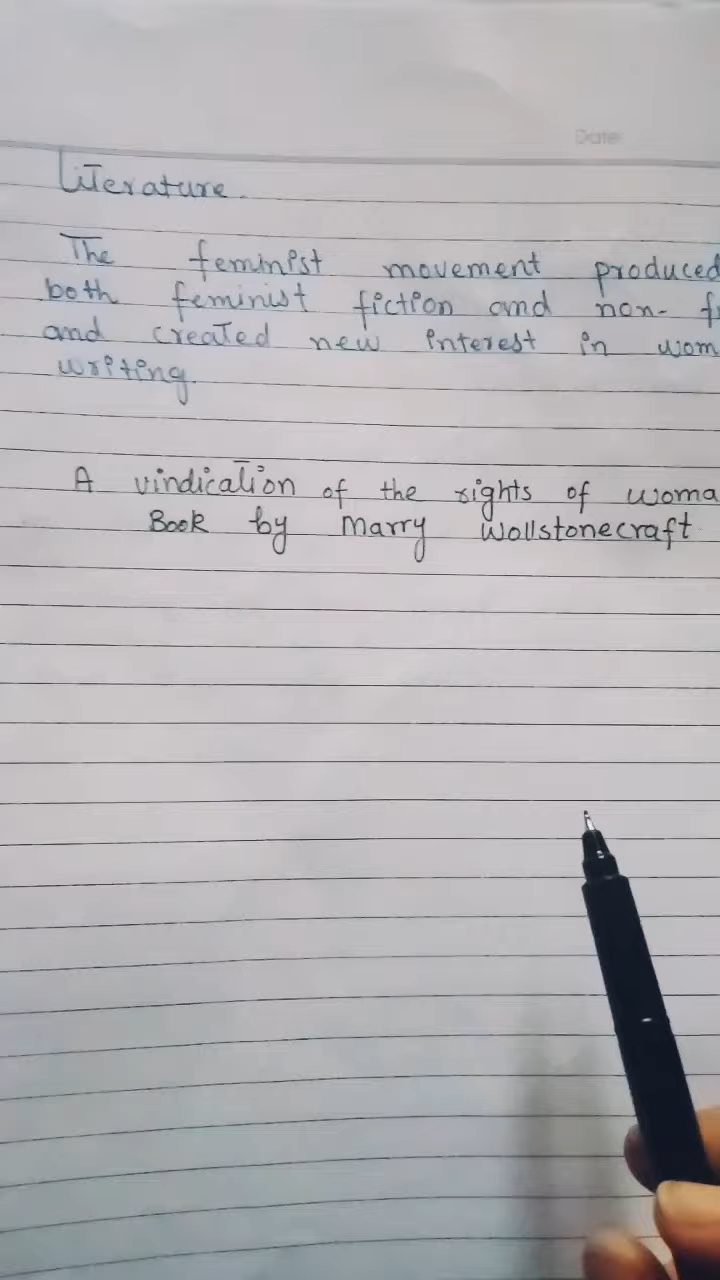 Date:
Literature.
The feminist movement produced
both feminist fiction and non-
and created new interest in
writing.
A vindication of the rights of
Book by Marry Wollstonecraft